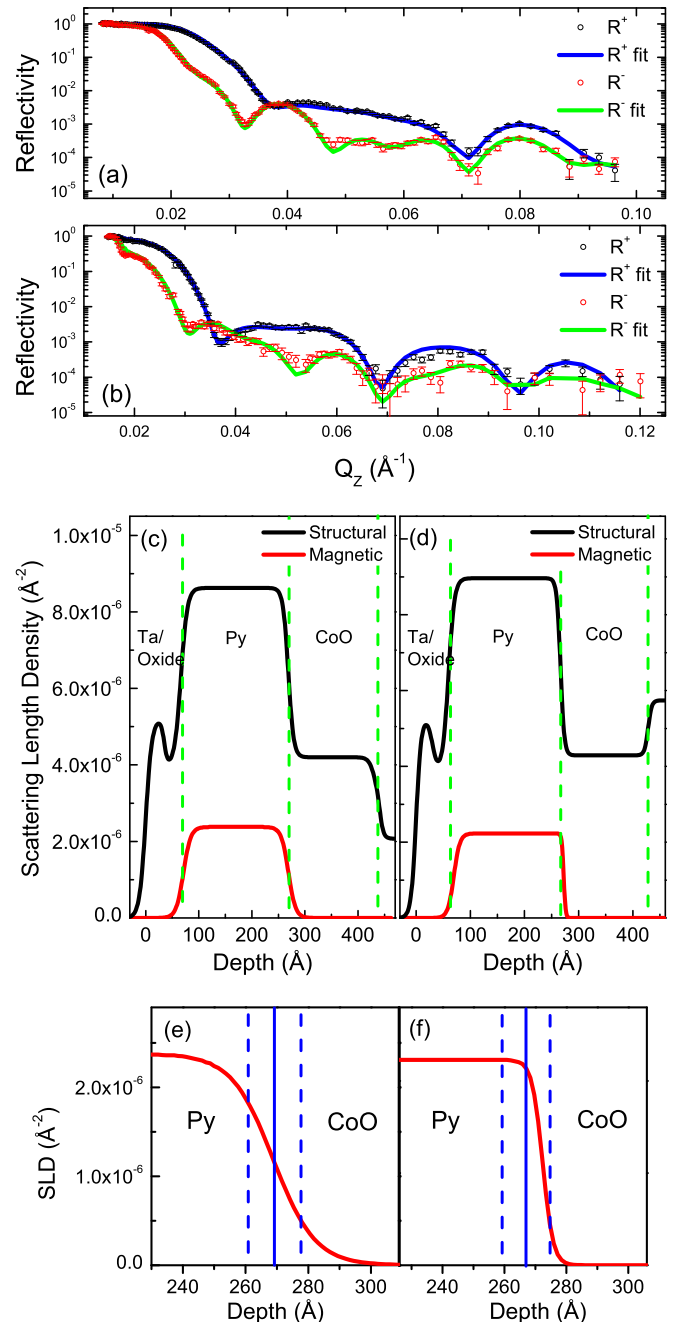 10⁰
10⁻¹
10⁻²
10⁻³
10⁻⁴
10⁻⁵
Reflectivity
R⁺
R⁺ fit
R⁻
R⁻ fit
(a)
0.02 0.04 0.06 0.08 0.10
10⁰
10⁻¹
10⁻²
10⁻³
10⁻⁴
10⁻⁵
Reflectivity
R⁺
R⁺ fit
R⁻
R⁻ fit
(b)
0.02 0.04 0.06 0.08 0.10 0.12
Q_Z (Å⁻¹)
Scattering Length Density (Å⁻²)
1.0x10⁻⁵
8.0x10⁻⁶
6.0x10⁻⁶
4.0x10⁻⁶
2.0x10⁻⁶
0.0
(c)
Structural
Magnetic
Ta/
Oxide
Py
CoO
0 100 200 300 400
Depth (Å)
(d)
Structural
Magnetic
Ta/
Oxide
Py
CoO
0 100 200 300 400
Depth (Å)
SLD (Å⁻²)
2.0x10⁻⁶
1.0x10⁻⁶
0.0
(e)
Py
CoO
240 260 280 300
Depth (Å)
(f)
Py
CoO
240 260 280 300
Depth (Å)